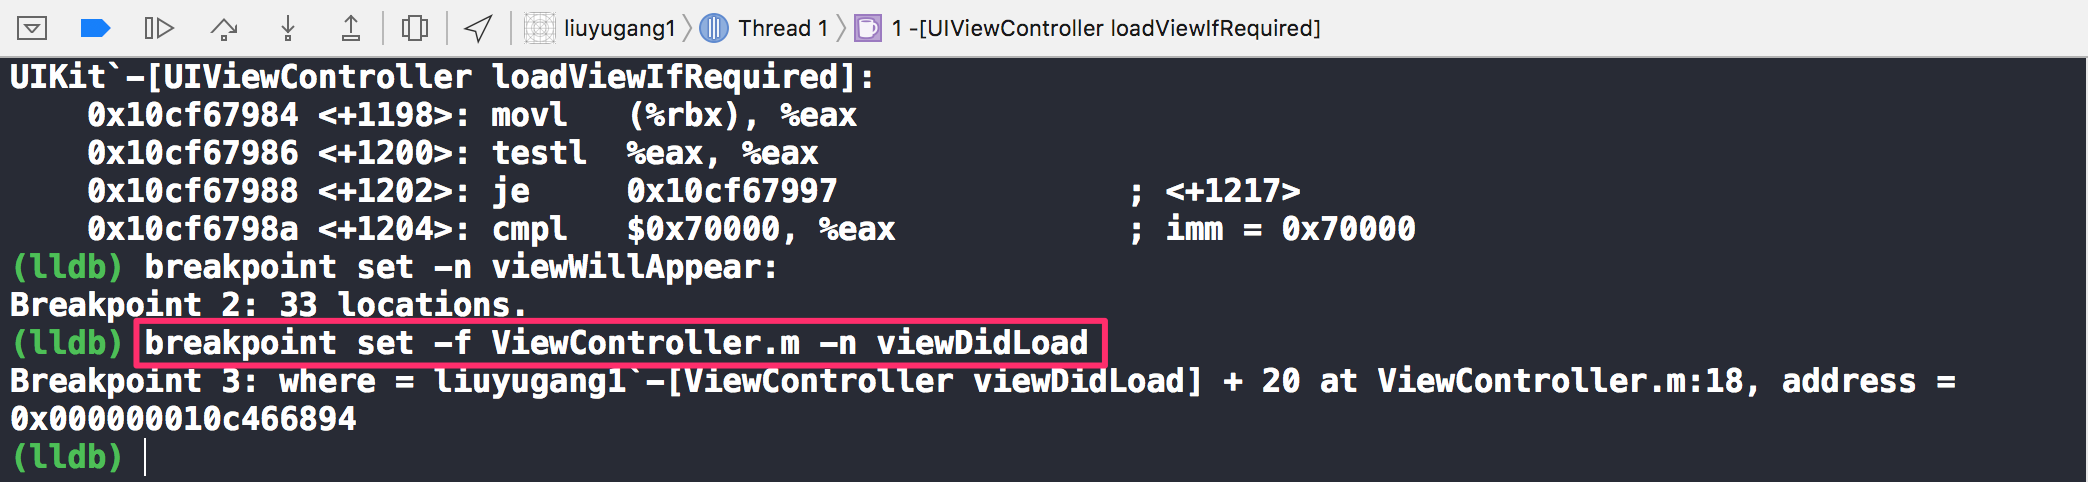 liuyugang1 Thread 1 1 -[UIViewController loadViewIfRequired]
UIKit`-[UIViewController loadViewIfRequired]:
0x10cf67984 <+1198>: movl (%rbx), %eax
0x10cf67986 <+1200>: testl %eax, %eax
0x10cf67988 <+1202>: je 0x10cf67997 ; <+1217>
0x10cf6798a <+1204>: cmpl $0x70000, %eax ; imm = 0x70000
(lldb) breakpoint set -n viewWillAppear:
Breakpoint 2: 33 locations.
(lldb) breakpoint set -f ViewController.m -n viewDidLoad
Breakpoint 3: where = liuyugang1`-[ViewController viewDidLoad] + 20 at ViewController.m:18, address =
0x000000010c466894
(lldb)